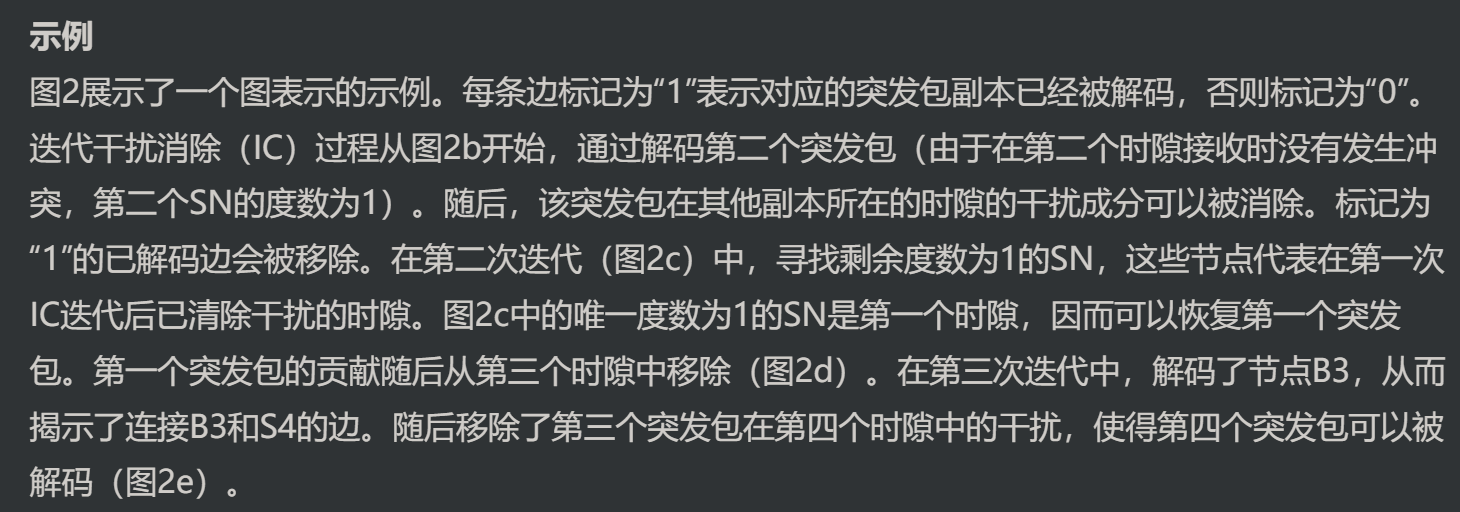 示例
图2展示了一个图表示的示例。每条边标记为“1”表示对应的突发包副本已经被解码，否则标记为“0”。
迭代干扰消除（IC）过程从图2b开始，通过解码第二个突发包（由于在第二个时隙接收时没有发生冲
突，第二个SN的度数为1）。随后，该突发包在其他副本所在的时隙的干扰成分可以被消除。标记为
“1”的已解码边会被移除。在第二次迭代（图2c）中，寻找剩余度数为1的SN，这些节点代表在第一次
IC迭代后已清除干扰的时隙。图2c中的唯一度数为1的SN是第一个时隙，因而可以恢复第一个突发
包。第一个突发包的贡献随后从第三个时隙中移除（图2d）。在第三次迭代中，解码了节点B3，从而
揭示了连接B3和S4的边。随后移除了第三个突发包在第四个时隙中的干扰，使得第四个突发包可以被
解码（图2e）。